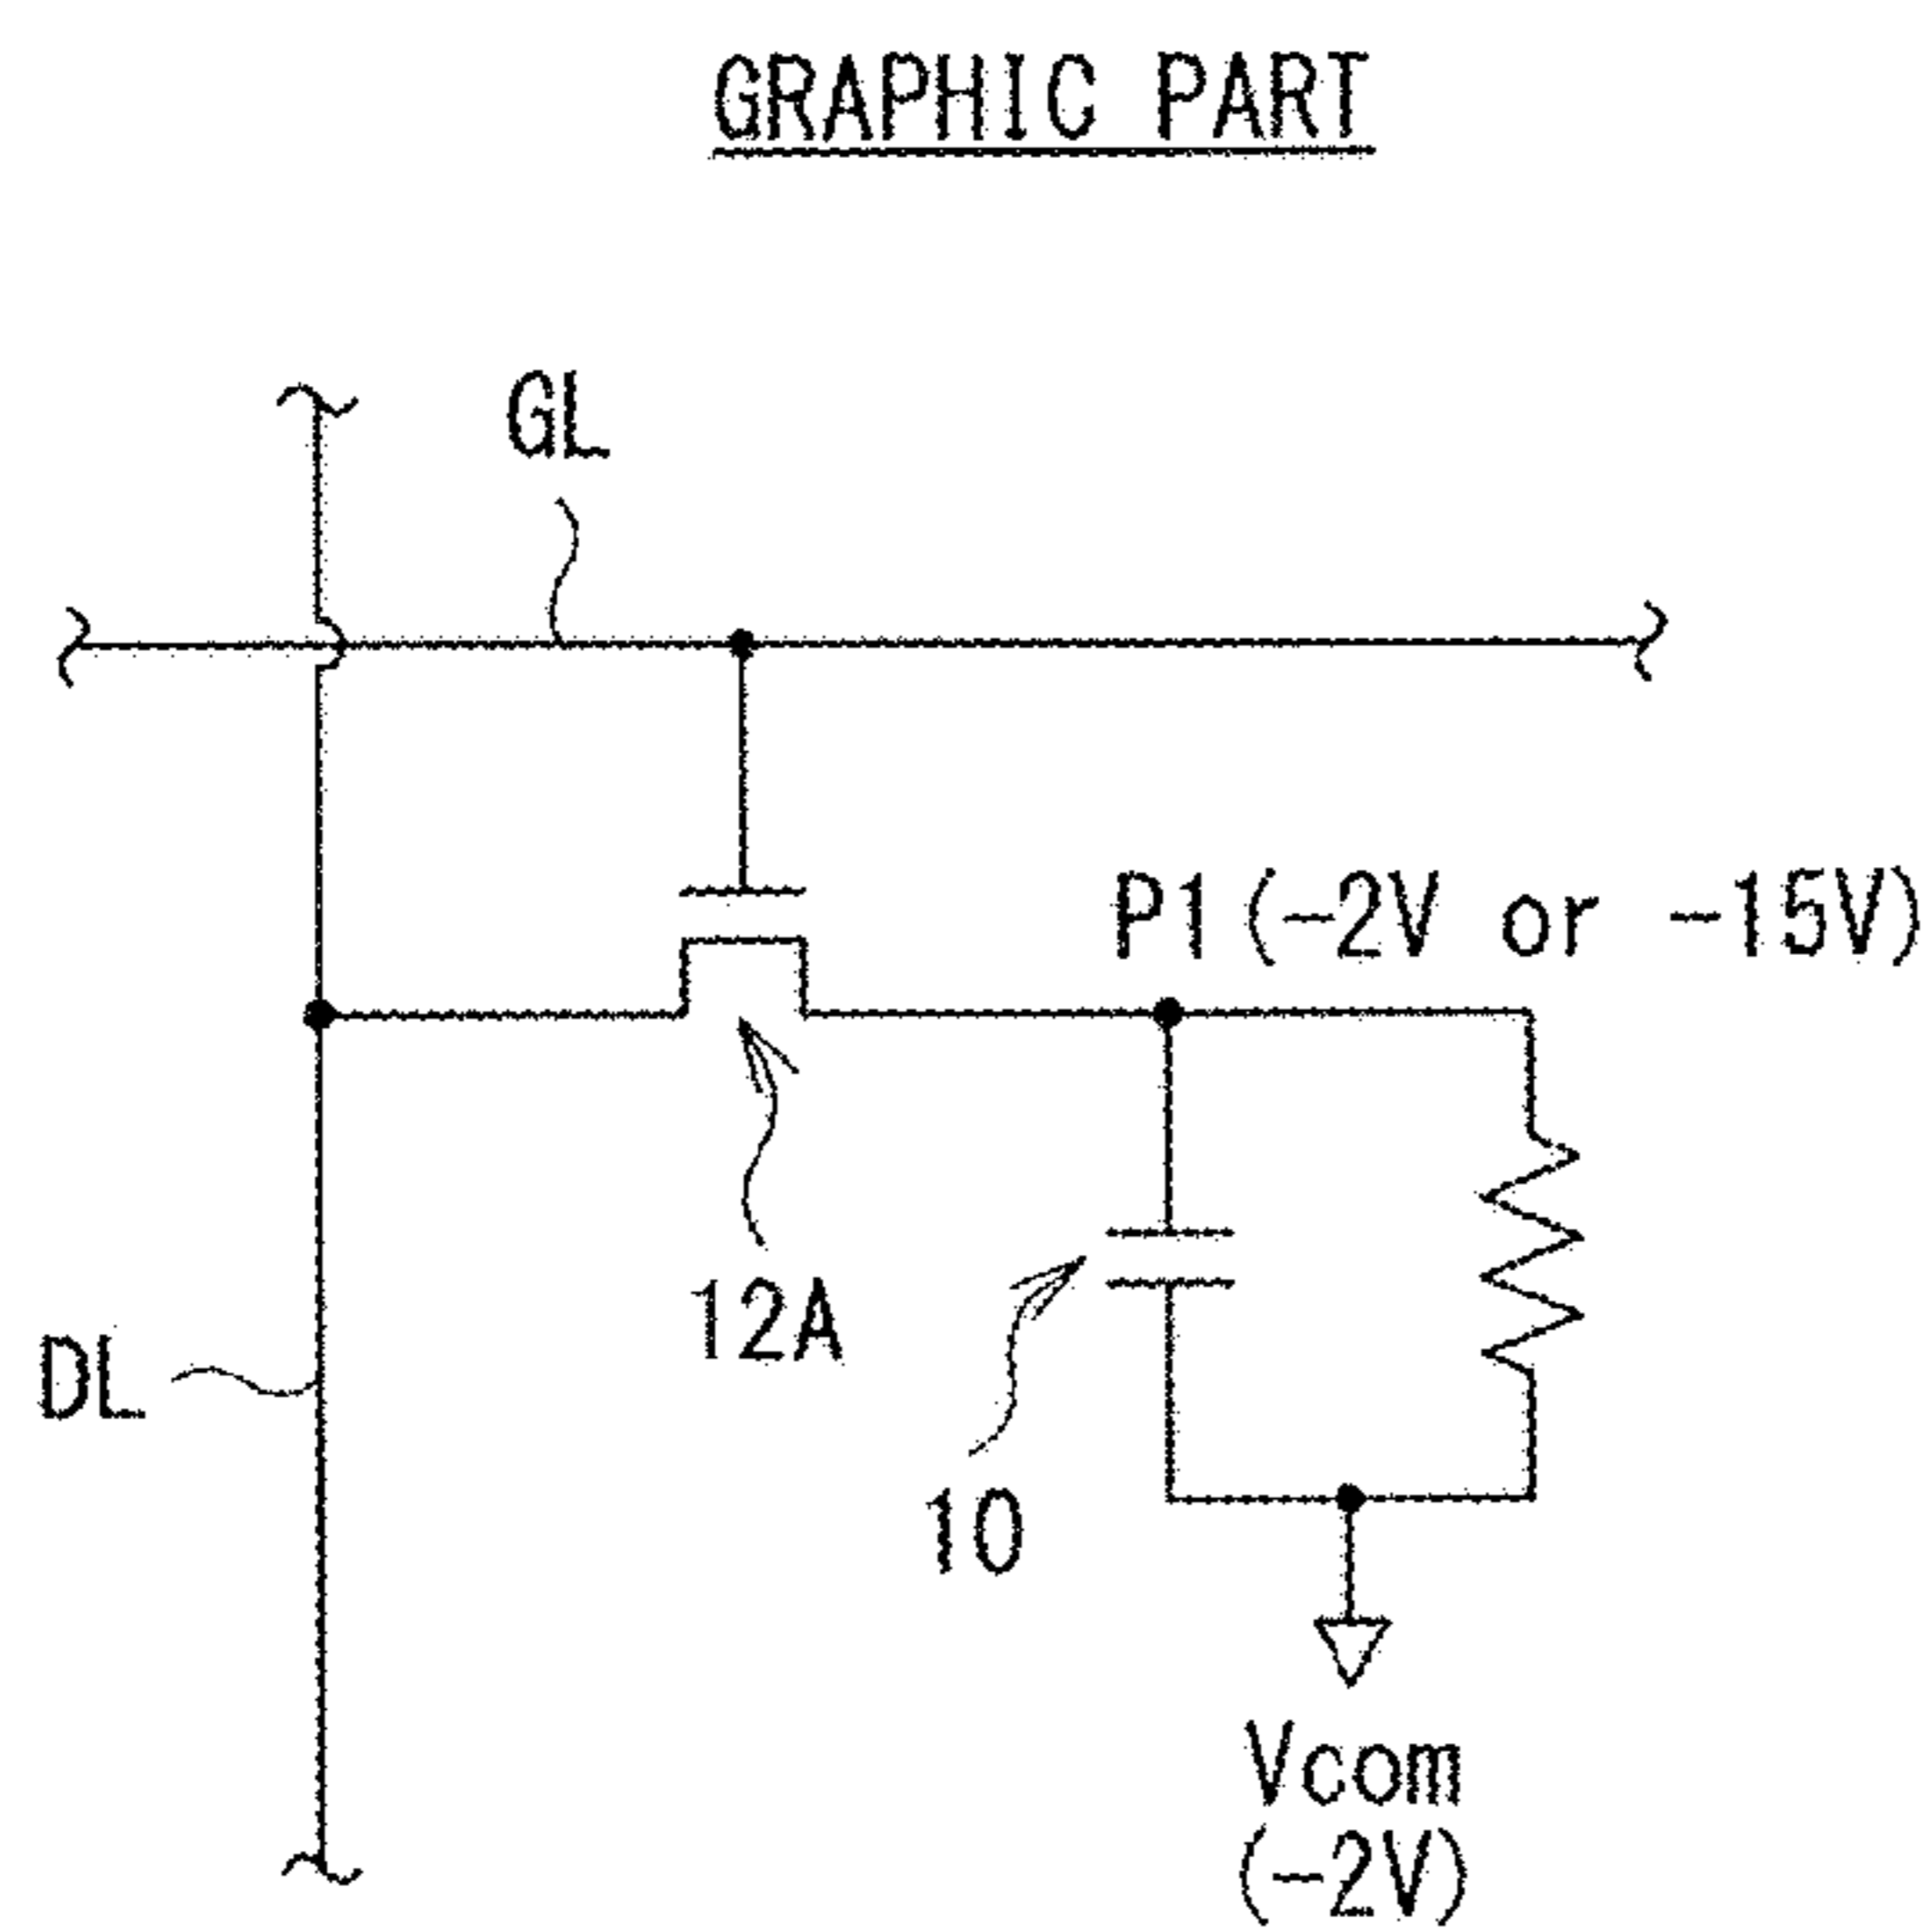 GRAPHIC PART
GL
P1(-2V or -15V)
12A
DL
10
Vcom
(-2V)